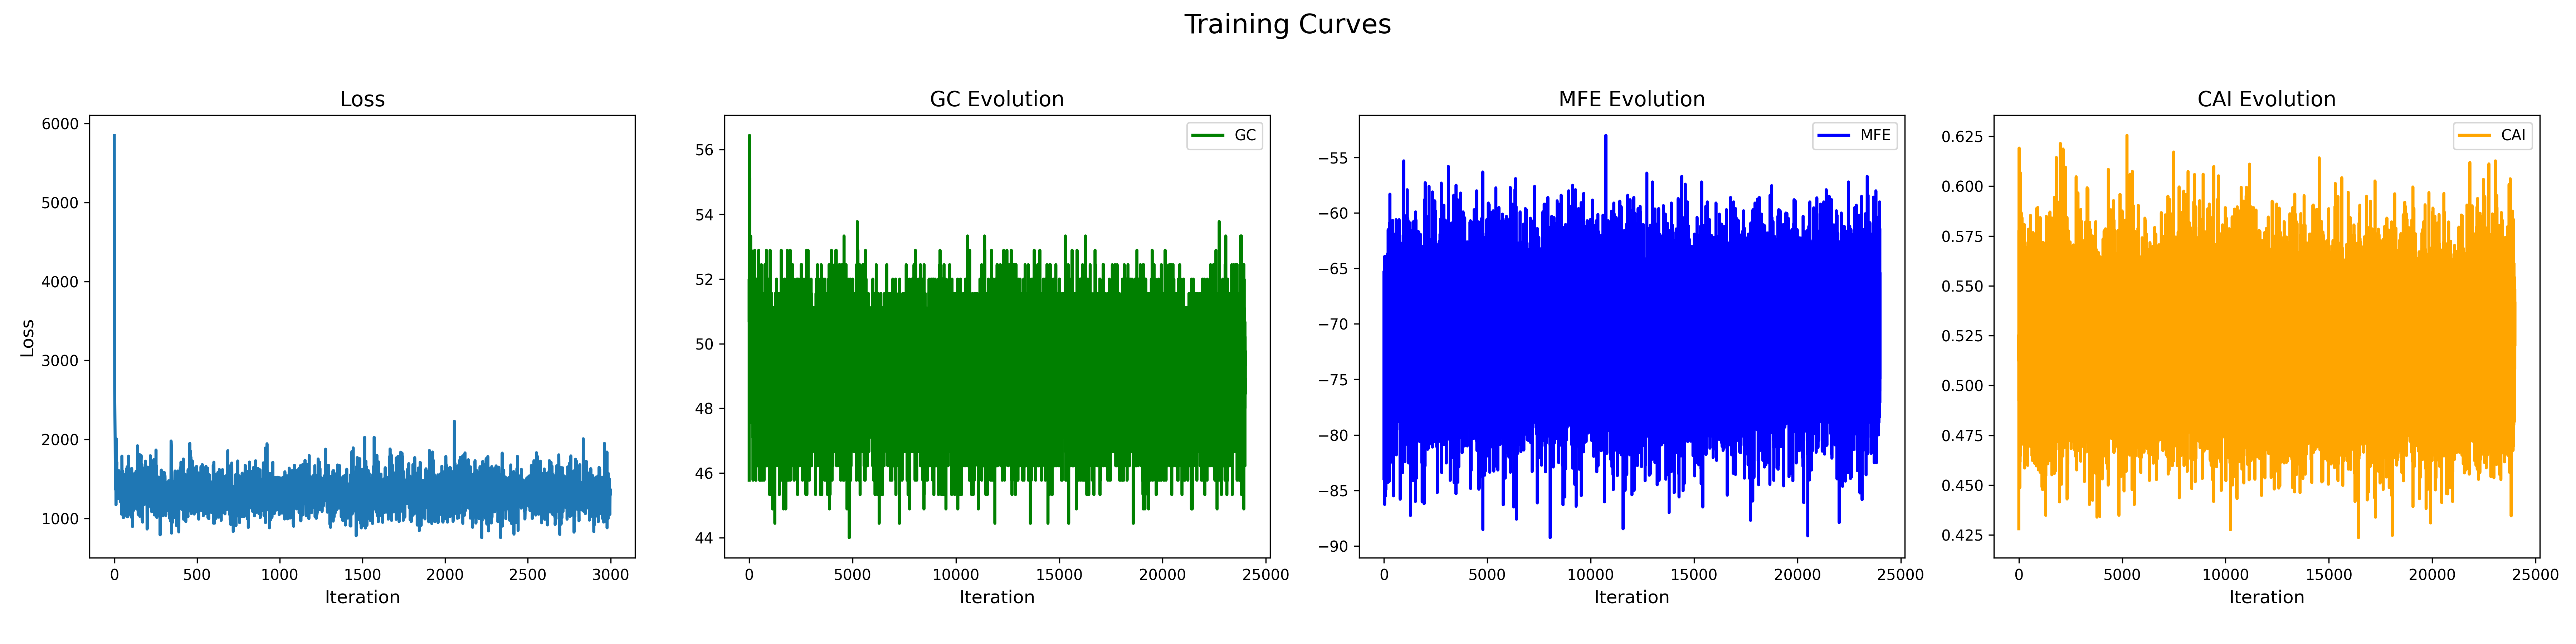 Training Curves
Loss
6000
5000
4000
3000
2000
1000
Loss
0 500 1000 1500 2000 2500 3000
Iteration
GC Evolution
GC
56
54
52
50
48
46
44
0 5000 10000 15000 20000 25000
Iteration
MFE Evolution
MFE
−55
−60
−65
−70
−75
−80
−85
−90
0 5000 10000 15000 20000 25000
Iteration
CAI Evolution
CAI
0.625
0.600
0.575
0.550
0.525
0.500
0.475
0.450
0.425
0 5000 10000 15000 20000 25000
Iteration